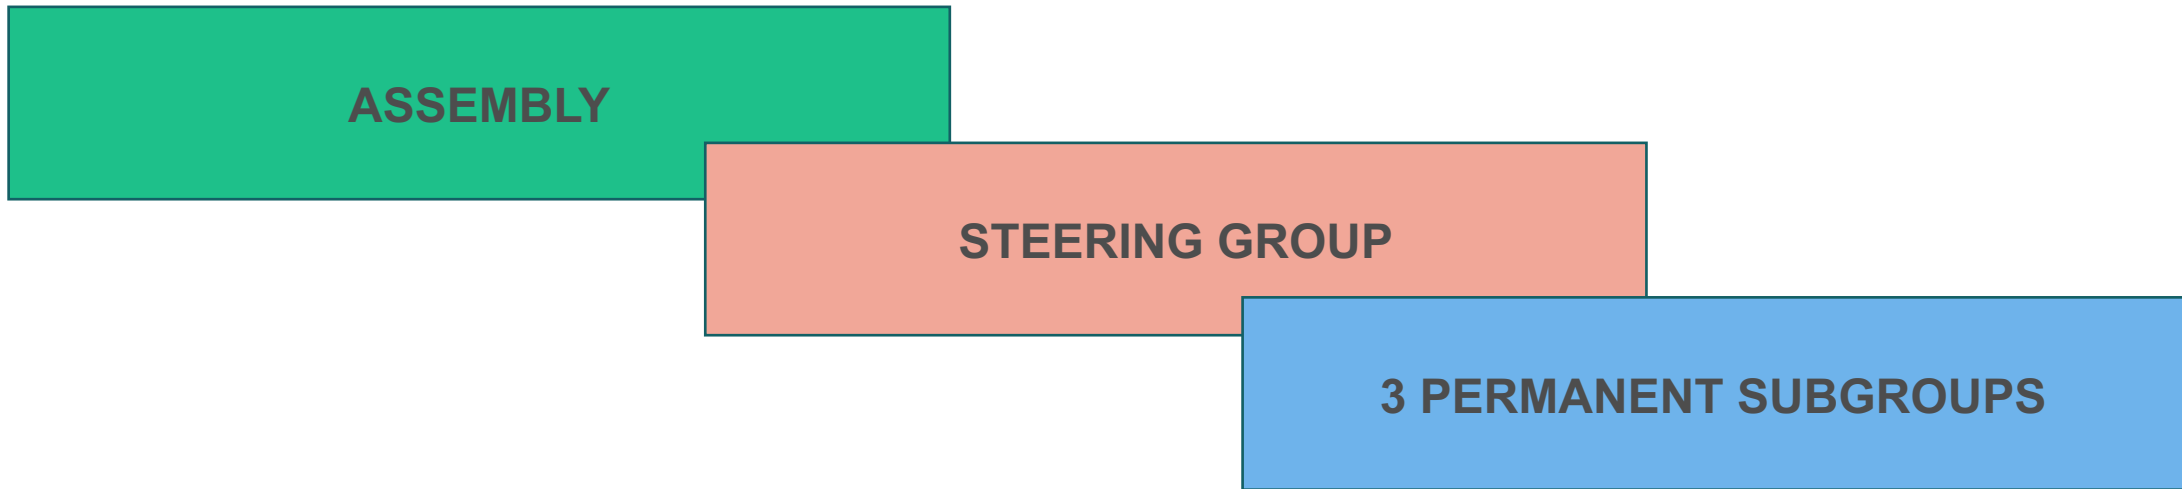 ASSEMBLY
STEERING GROUP
3 PERMANENT SUBGROUPS